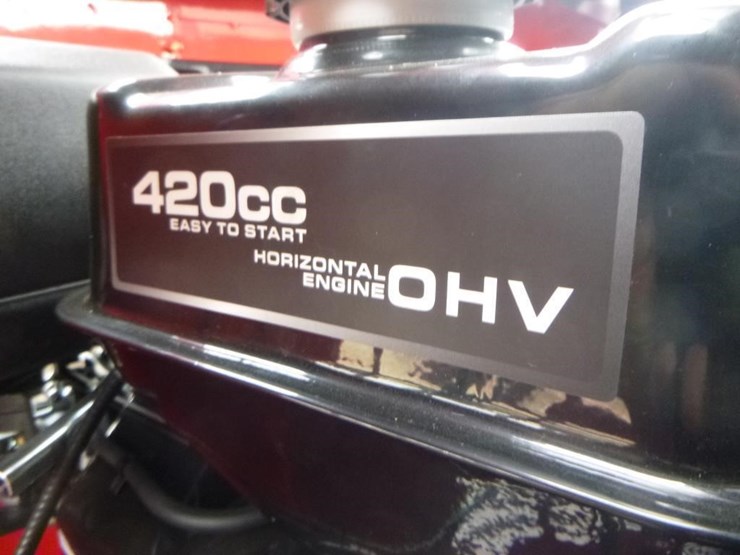 420cc
EASY TO START
HORIZONTAL
ENGINE OHV